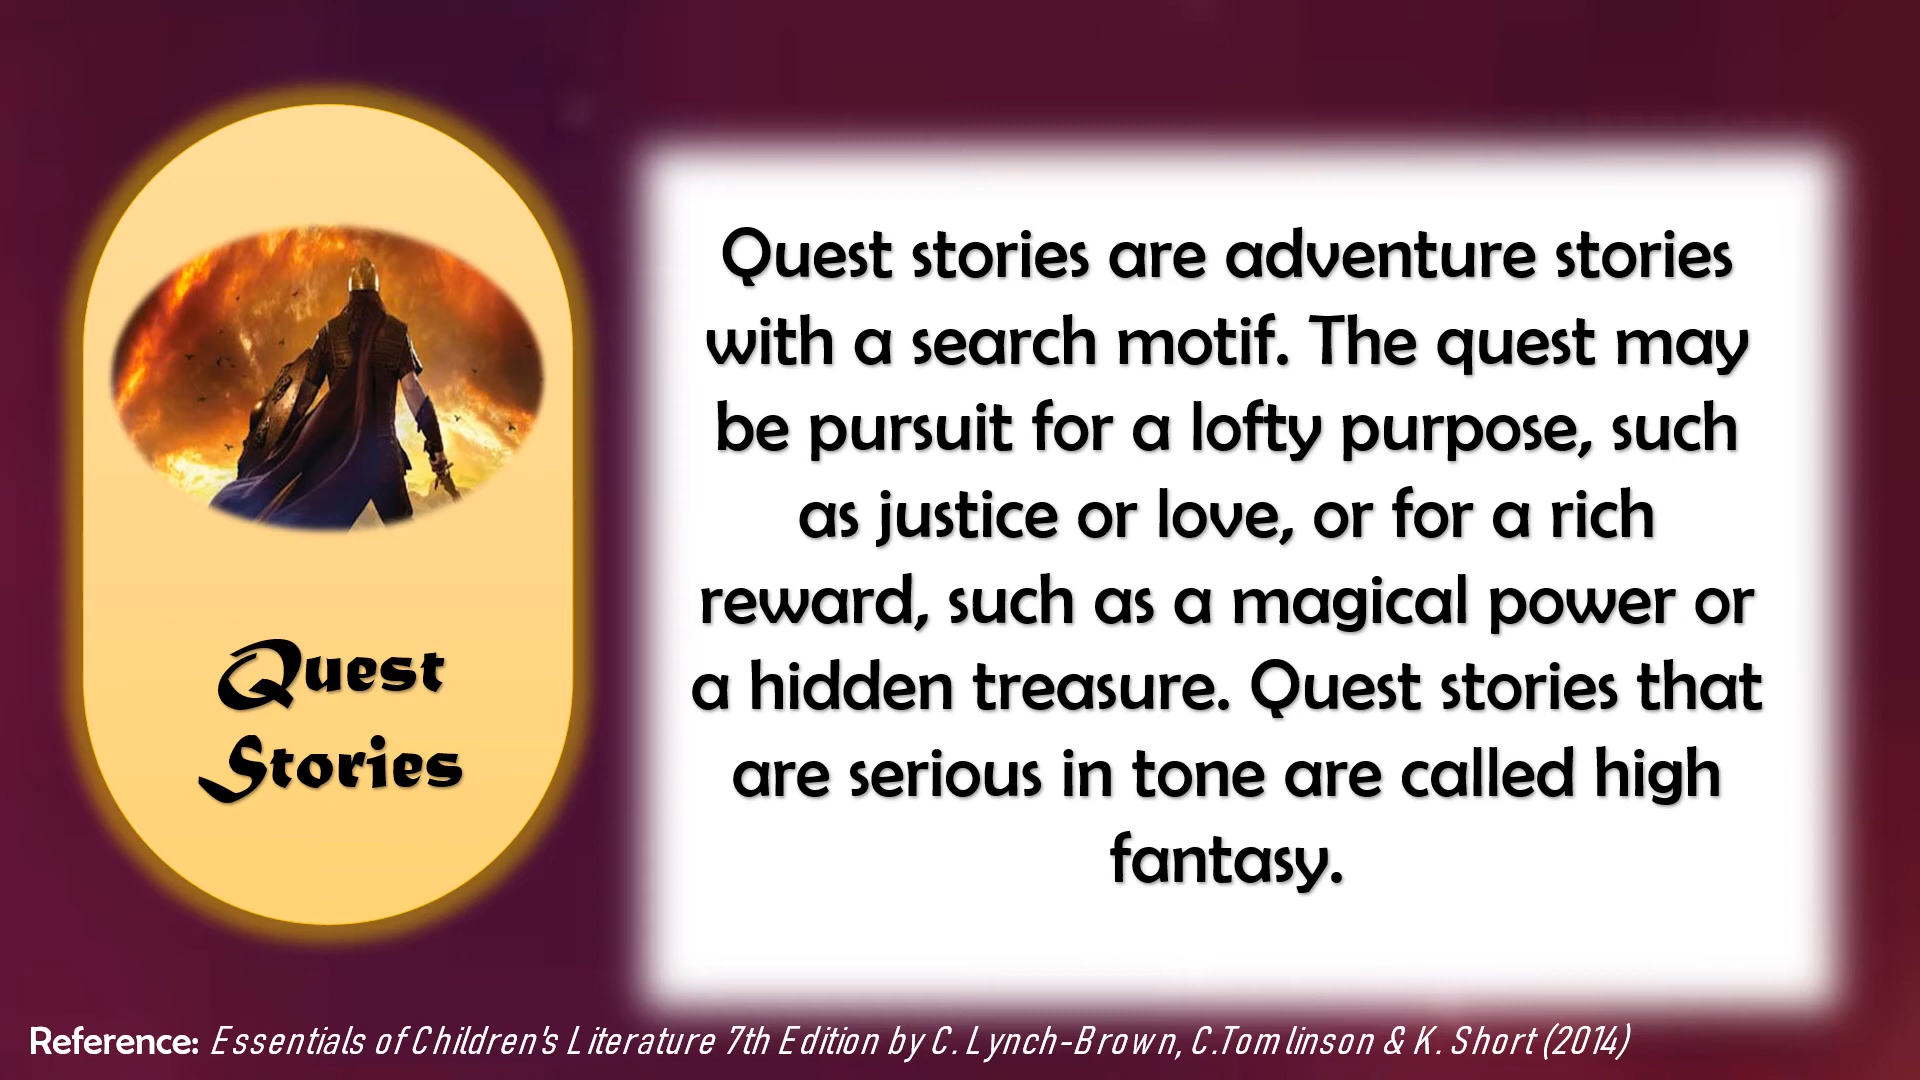 Quest
Stories
Quest stories are adventure stories
with a search motif. The quest may
be pursuit for a lofty purpose, such
as justice or love, or for a rich
reward, such as a magical power or
a hidden treasure. Quest stories that
are serious in tone are called high
fantasy.
Reference: Essentials of Children's Literature 7th Edition by C. Lynch-Brown, C.Tomlinson & K. Short (2014)